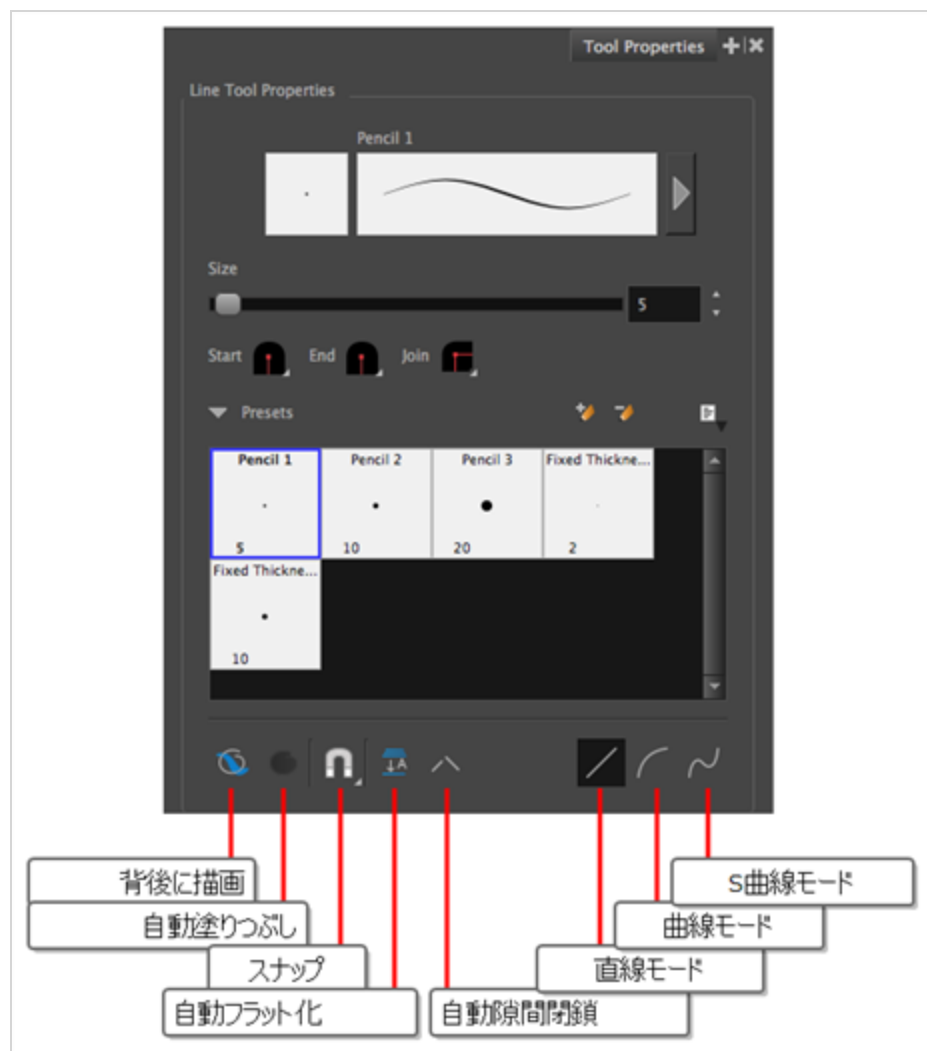 Tool Properties
Line Tool Properties
Pencil 1
Size
5
Start End Join
Presets
Pencil 1 Pencil 2 Pencil 3 Fixed Thickne...
5 10 20 2
Fixed Thickne...
10
A
背後に描画
S曲線モード
自動塗りつぶし
曲線モード
スナップ
直線モード
自動フラット化
自動隙間閉鎖